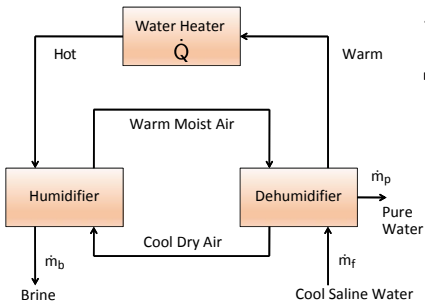 Water Heater
Q̇
Hot
Warm
Warm Moist Air
Humidifier
Dehumidifier
ṁp
Pure
Water
Cool Dry Air
ṁb
ṁf
Brine
Cool Saline Water